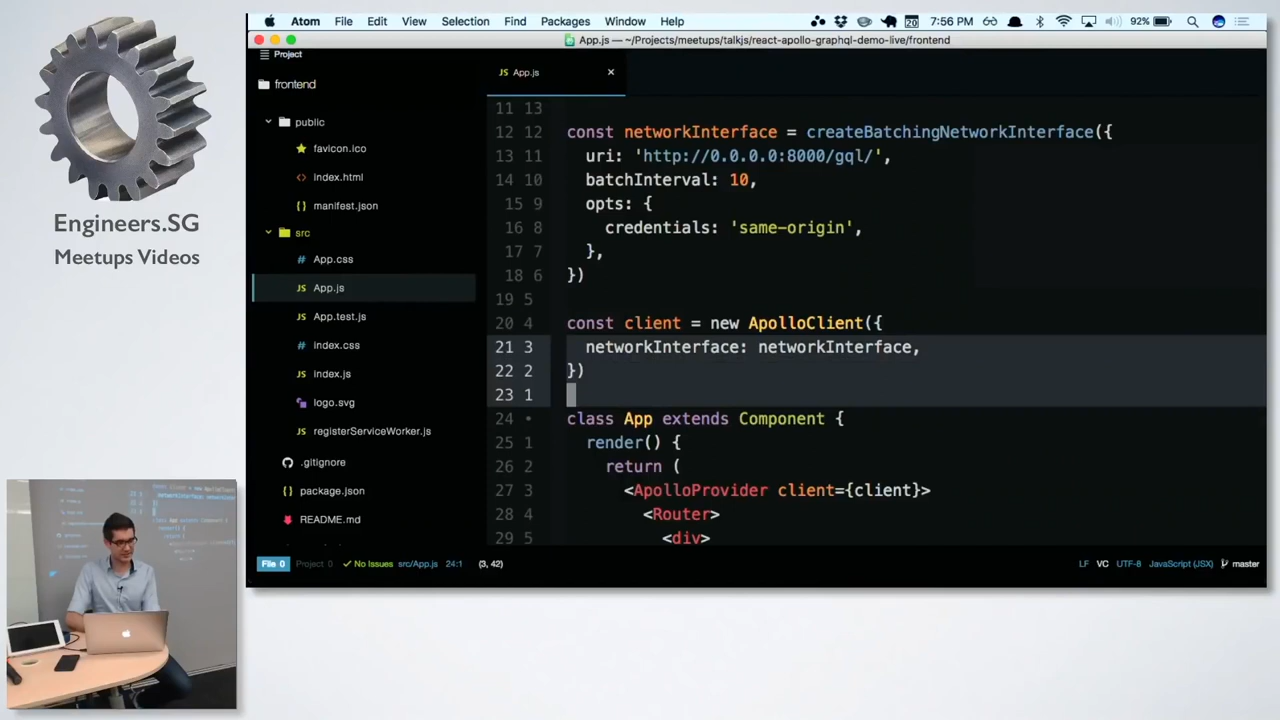 Atom File Edit View Selection Find Packages Window Help 20 7:56 PM 92%
App.js — ~/Projects/meetups/talkjs/react-apollo-graphql-demo-live/frontend
Project
frontend
public
favicon.ico
index.html
manifest.json
src
App.css
App.js
App.test.js
index.css
index.js
logo.svg
registerServiceWorker.js
.gitignore
package.json
README.md
JS App.js
11 13
12 12 const networkInterface = createBatchingNetworkInterface({
13 11 uri: 'http://0.0.0.0:8000/gql/',
14 10 batchInterval: 10,
15 9 opts: {
16 8 credentials: 'same-origin',
17 7 },
18 6 })
19 5
20 4 const client = new ApolloClient({
21 3 networkInterface: networkInterface,
22 2 })
23 1
24 • class App extends Component {
25 1 render() {
26 2 return (
27 3 <ApolloProvider client={client}>
28 4 <Router>
29 5 <div>
File 0 Project 0 No Issues src/App.js 24:1 (3, 42) LF VC UTF-8 JavaScript (JSX) master
Engineers.SG
Meetups Videos